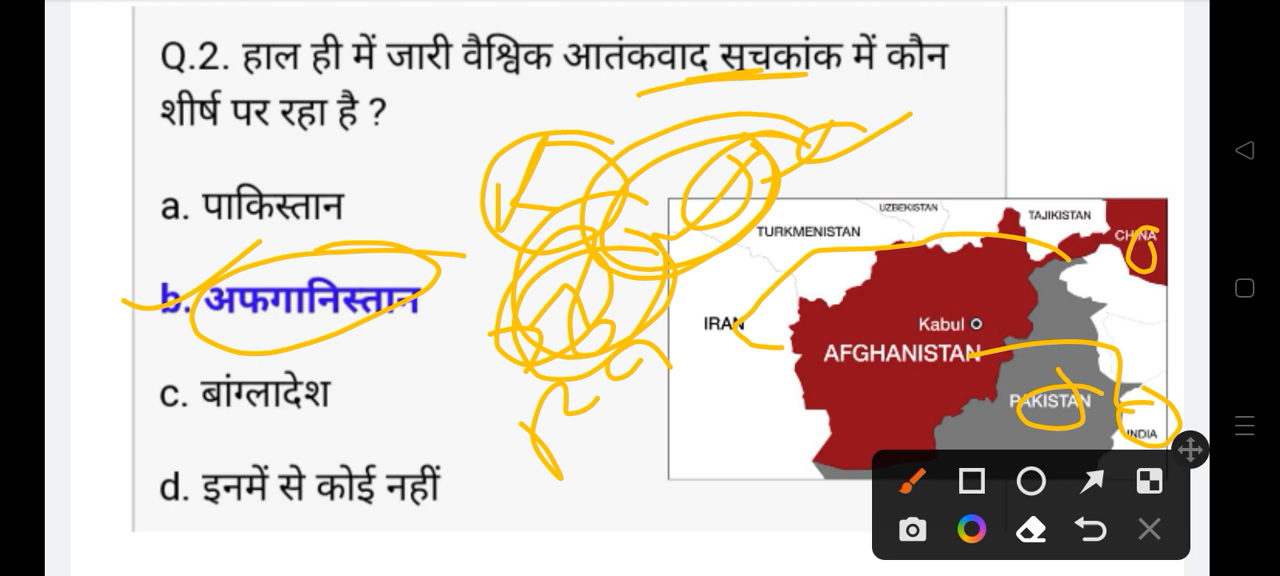 Q.2. हाल ही में जारी वैश्विक आतंकवाद सूचकांक में कौन
शीर्ष पर रहा है ?
a. पाकिस्तान
b. अफगानिस्तान
c. बांग्लादेश
d. इनमें से कोई नहीं
UZBEKISTAN
TAJIKISTAN
TURKMENISTAN
CHINA
IRAN
Kabul
AFGHANISTAN
PAKISTAN
INDIA